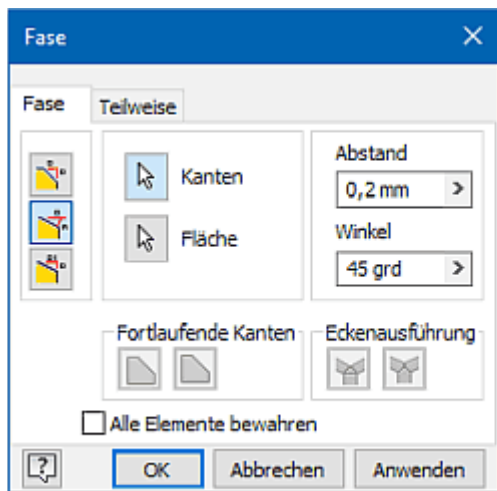 Fase
Fase
Teilweise
Kanten
Fläche
Abstand
0,2 mm
Winkel
45 grd
Fortlaufende Kanten
Eckenausführung
Alle Elemente bewahren
OK
Abbrechen
Anwenden